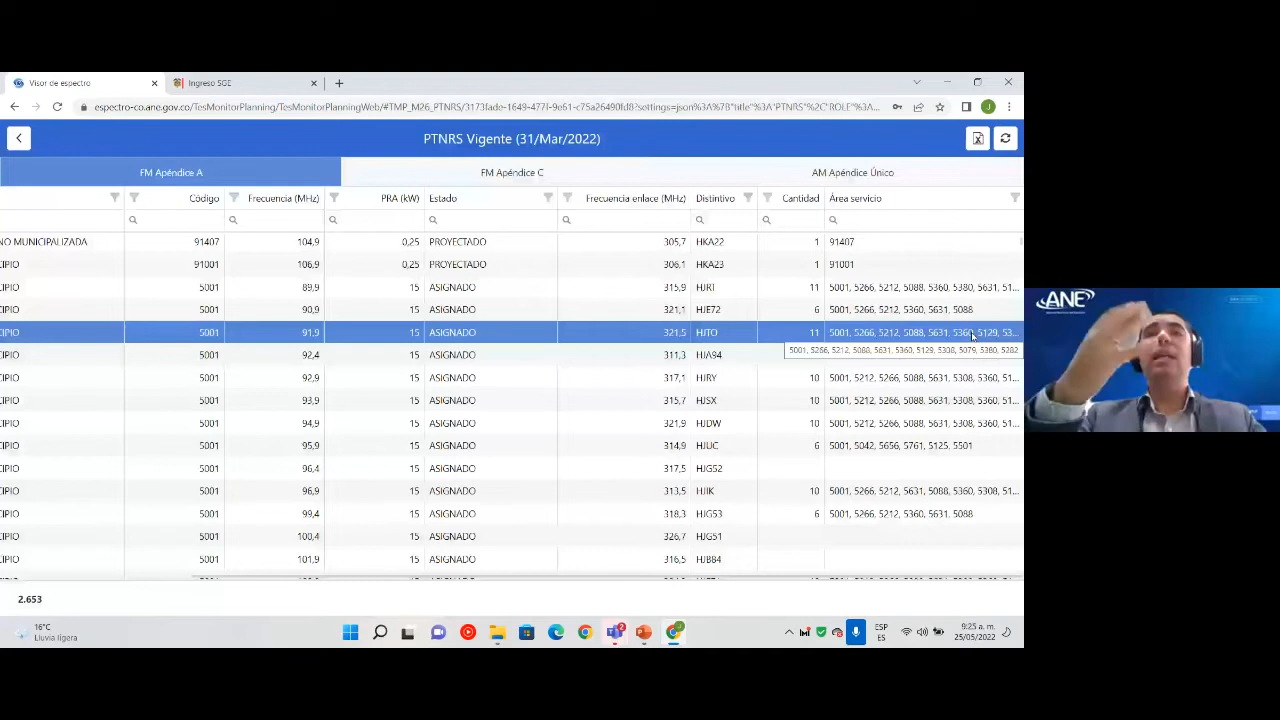 Visor de espectro
Ingreso SGE
espectro-co.ane.gov.co/TesMonitorPlanning/TesMonitorPlanningWeb/#TMP_M26_PTNRS/3173fade-1649-477f-9e61-c75a26490fd8?settings=json%3A%7B"title"%3A'PTNRS"%2C'ROLE"%3A...
PTNRS Vigente (31/Mar/2022)
FM Apéndice A FM Apéndice C AM Apéndice Único
Código Frecuencia (MHz) PRA (kW) Estado Frecuencia enlace (MHz) Distintivo Cantidad Área servicio
NO MUNICIPALIZADA 91407 104,9 0,25 PROYECTADO 305,7 HKA22 1 91407
CIPIO 91001 106,9 0,25 PROYECTADO 306,1 HKA23 1 91001
CIPIO 5001 89,9 15 ASIGNADO 315,9 HJRT 11 5001, 5266, 5212, 5088, 5360, 5380, 5631, 51...
CIPIO 5001 90,9 15 ASIGNADO 321,1 HJE72 6 5001, 5266, 5212, 5360, 5631, 5088
CIPIO 5001 91,9 15 ASIGNADO 321,5 HJTO 11 5001, 5266, 5212, 5088, 5631, 5360, 5129, 53...
5001, 5266, 5212, 5088, 5631, 5360, 5129, 5308, 5079, 5380, 5282
CIPIO 5001 92,4 15 ASIGNADO 311,3 HJA94
CIPIO 5001 92,9 15 ASIGNADO 317,1 HJRY 10 5001, 5212, 5266, 5088, 5631, 5308, 5360, 51...
CIPIO 5001 93,9 15 ASIGNADO 315,7 HJSX 10 5001, 5212, 5266, 5088, 5631, 5308, 5360, 51...
CIPIO 5001 94,9 15 ASIGNADO 321,9 HJDW 10 5001, 5212, 5266, 5088, 5631, 5308, 5360, 51...
CIPIO 5001 95,9 15 ASIGNADO 314,9 HJUC 6 5001, 5042, 5656, 5761, 5125, 5501
CIPIO 5001 96,4 15 ASIGNADO 317,5 HJG52
CIPIO 5001 96,9 15 ASIGNADO 313,5 HJIK 10 5001, 5266, 5212, 5631, 5088, 5360, 5308, 51...
CIPIO 5001 99,4 15 ASIGNADO 318,3 HJG53 6 5001, 5266, 5212, 5360, 5631, 5088
CIPIO 5001 100,4 15 ASIGNADO 326,7 HJG51
CIPIO 5001 101,9 15 ASIGNADO 316,5 HJB84
2.653
16°C
Lluvia ligera
2
ESP
ES
9:25 a. m.
25/05/2022
ANE